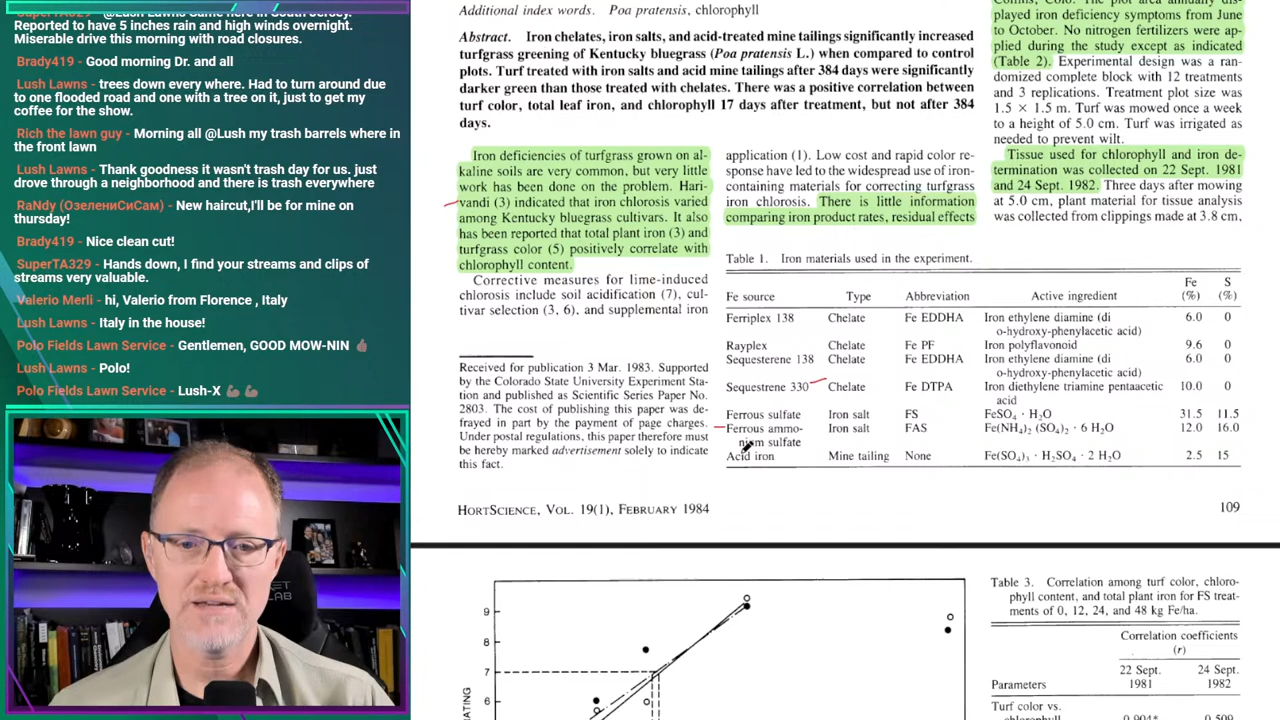 SuperTA329 - @Lush Lawns Same here in South Jersey.
Reported to have 5 inches rain and high winds overnight.
Miserable drive this morning with road closures.
Brady419 - Good morning Dr. and all
Lush Lawns - trees down every where. Had to turn around due
to one flooded road and one with a tree on it, just to get my
coffee for the show.
Rich the lawn guy - Morning all @Lush my trash barrels where in
the front lawn
Lush Lawns - Thank goodness it wasn't trash day for us. just
drove through a neighborhood and there is trash everywhere
RaNdy (ОзелениСиСам) - New haircut,I'll be for mine on
thursday!
Brady419 - Nice clean cut!
SuperTA329 - Hands down, I find your streams and clips of
streams very valuable.
Valerio Merli - hi, Valerio from Florence , Italy
Lush Lawns - Italy in the house!
Polo Fields Lawn Service - Gentlemen, GOOD MOW-NIN 👍🏽
Lush Lawns - Polo!
Polo Fields Lawn Service - Lush-X 💪🏽 💪🏽
Additional index words. Poa pratensis, chlorophyll
Abstract. Iron chelates, iron salts, and acid-treated mine tailings significantly increased
turfgrass greening of Kentucky bluegrass (Poa pratensis L.) when compared to control
plots. Turf treated with iron salts and acid mine tailings after 384 days were significantly
darker green than those treated with chelates. There was a positive correlation between
turf color, total leaf iron, and chlorophyll 17 days after treatment, but not after 384
days.
Iron deficiencies of turfgrass grown on al-
kaline soils are very common, but very little
work has been done on the problem. Hari-
vandi (3) indicated that iron chlorosis varied
among Kentucky bluegrass cultivars. It also
has been reported that total plant iron (3) and
turfgrass color (5) positively correlate with
chlorophyll content.
Corrective measures for lime-induced
chlorosis include soil acidification (7), cul-
tivar selection (3, 6), and supplemental iron
Received for publication 3 Mar. 1983. Supported
by the Colorado State University Experiment Sta-
tion and published as Scientific Series Paper No.
2803. The cost of publishing this paper was de-
frayed in part by the payment of page charges.
Under postal regulations, this paper therefore must
be hereby marked advertisement solely to indicate
this fact.
application (1). Low cost and rapid color re-
sponse have led to the widespread use of iron-
containing materials for correcting turfgrass
iron chlorosis. There is little information
comparing iron product rates, residual effects
Collins, Colo. The plot area annually dis-
played iron deficiency symptoms from June
to October. No nitrogen fertilizers were ap-
plied during the study except as indicated
(Table 2). Experimental design was a ran-
domized complete block with 12 treatments
and 3 replications. Treatment plot size was
1.5 × 1.5 m. Turf was mowed once a week
to a height of 5.0 cm. Turf was irrigated as
needed to prevent wilt.
Tissue used for chlorophyll and iron de-
termination was collected on 22 Sept. 1981
and 24 Sept. 1982. Three days after mowing
at 5.0 cm, plant material for tissue analysis
was collected from clippings made at 3.8 cm,
Table 1. Iron materials used in the experiment.
Fe S
Fe source Type Abbreviation Active ingredient (%) (%)
Ferriplex 138 Chelate Fe EDDHA Iron ethylene diamine (di 6.0 0
o-hydroxy-phenylacetic acid)
Rayplex Chelate Fe PF Iron polyflavonoid 9.6 0
Sequesterene 138 Chelate Fe EDDHA Iron ethylene diamine (di 6.0 0
o-hydroxy-phenylacetic acid)
Sequestrene 330 Chelate Fe DTPA Iron diethylene triamine pentaacetic 10.0 0
acid
Ferrous sulfate Iron salt FS FeSO₄ · H₂O 31.5 11.5
Ferrous ammo- Iron salt FAS Fe(NH₄)₂ (SO₄)₂ · 6 H₂O 12.0 16.0
nium sulfate
Acid iron Mine tailing None Fe(SO₄)₃ · H₂SO₄ · 2 H₂O 2.5 15
HORTSCIENCE, VOL. 19(1), FEBRUARY 1984 109
9
8
7
6
Table 3. Correlation among turf color, chloro-
phyll content, and total plant iron for FS treat-
ments of 0, 12, 24, and 48 kg Fe/ha.
Correlation coefficients
(r)
22 Sept. 24 Sept.
Parameters 1981 1982
Turf color vs.
chlorophyll 0.904* 0.509